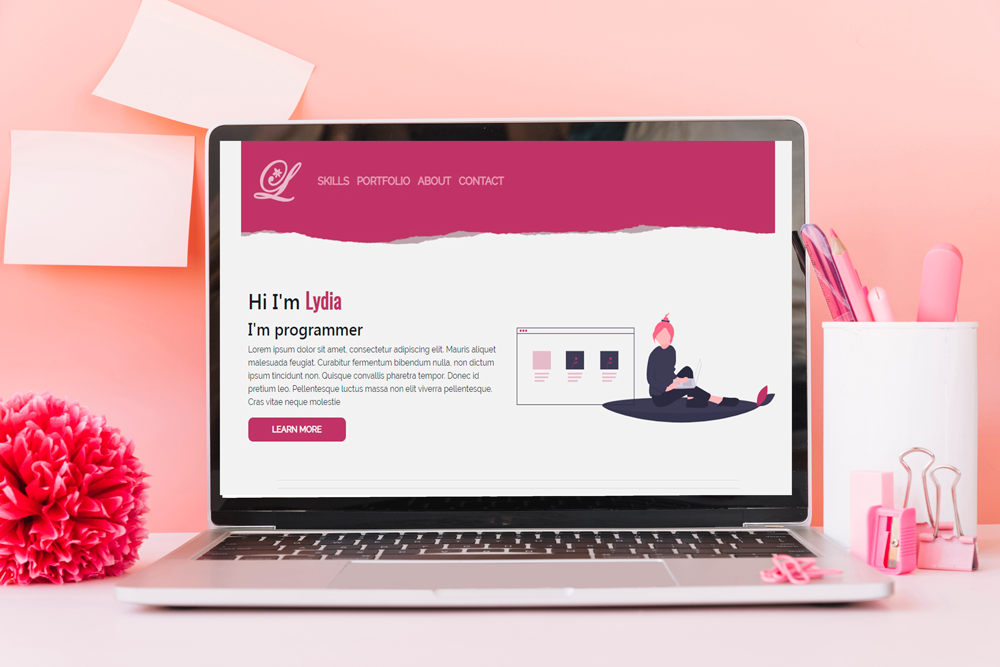 L
SKILLS PORTFOLIO ABOUT CONTACT
Hi I'm Lydia
I'm programmer
Lorem ipsum dolor sit amet, consectetur adipiscing elit. Mauris aliquet
malesuada feugiat. Curabitur fermentum bibendum nulla, non dictum
ipsum tincidunt non. Quisque convallis pharetra tempor. Donec id
pretium leo. Pellentesque luctus massa non elit viverra pellentesque.
Cras vitae neque molestie
LEARN MORE